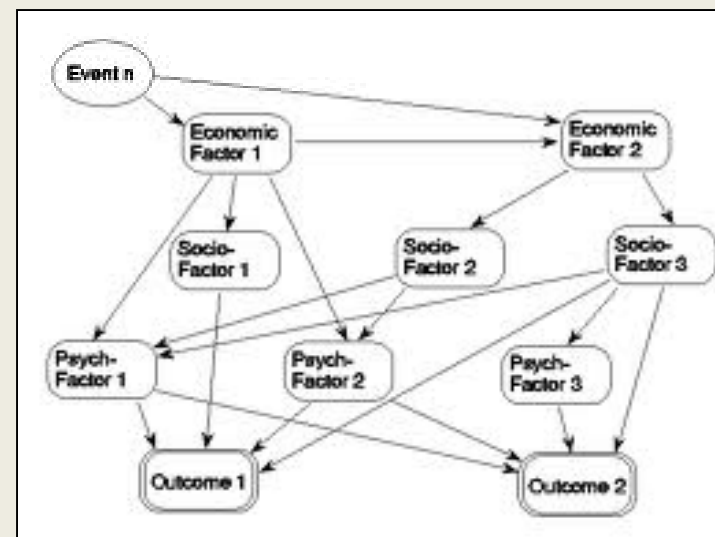 Event n
Economic
Factor 1
Economic
Factor 2
Socio-
Factor 1
Socio-
Factor 2
Socio-
Factor 3
Psych-
Factor 1
Psych-
Factor 2
Psych-
Factor 3
Outcome 1
Outcome 2